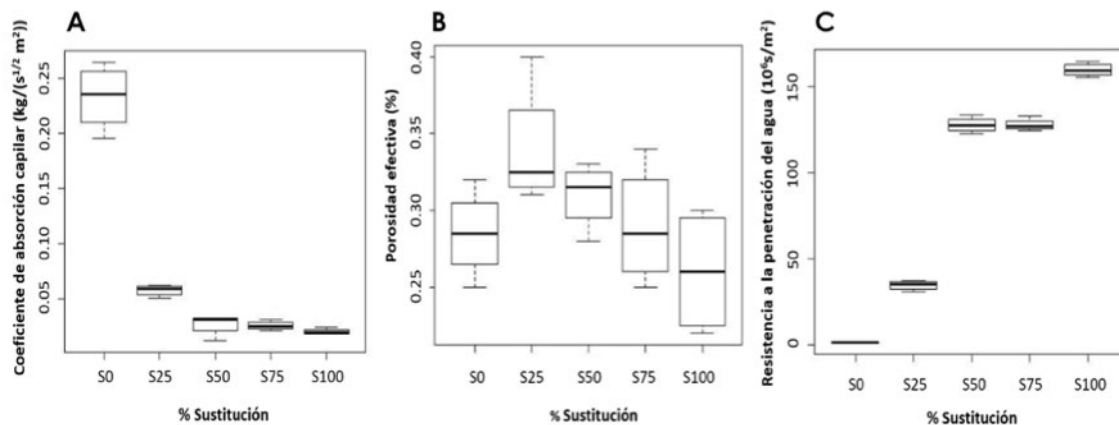 A
Coeficiente de absorción capilar (kg/(s1/2 m²))
0.25
0.20
0.15
0.10
0.05
S0 S25 S50 S75 S100
% Sustitución
B
Porosidad efectiva (%)
0.40
0.35
0.30
0.25
S0 S25 S50 S75 S100
% Sustitución
C
Resistencia a la penetración del agua (10⁶s/m²)
150
100
50
0
S0 S25 S50 S75 S100
% Sustitución